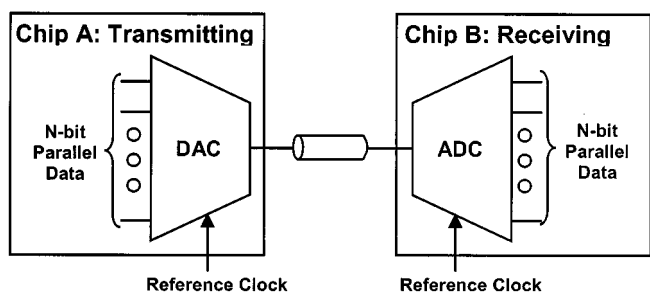 Chip A: Transmitting
Chip B: Receiving
N-bit
Parallel
Data
DAC
ADC
N-bit
Parallel
Data
Reference Clock
Reference Clock